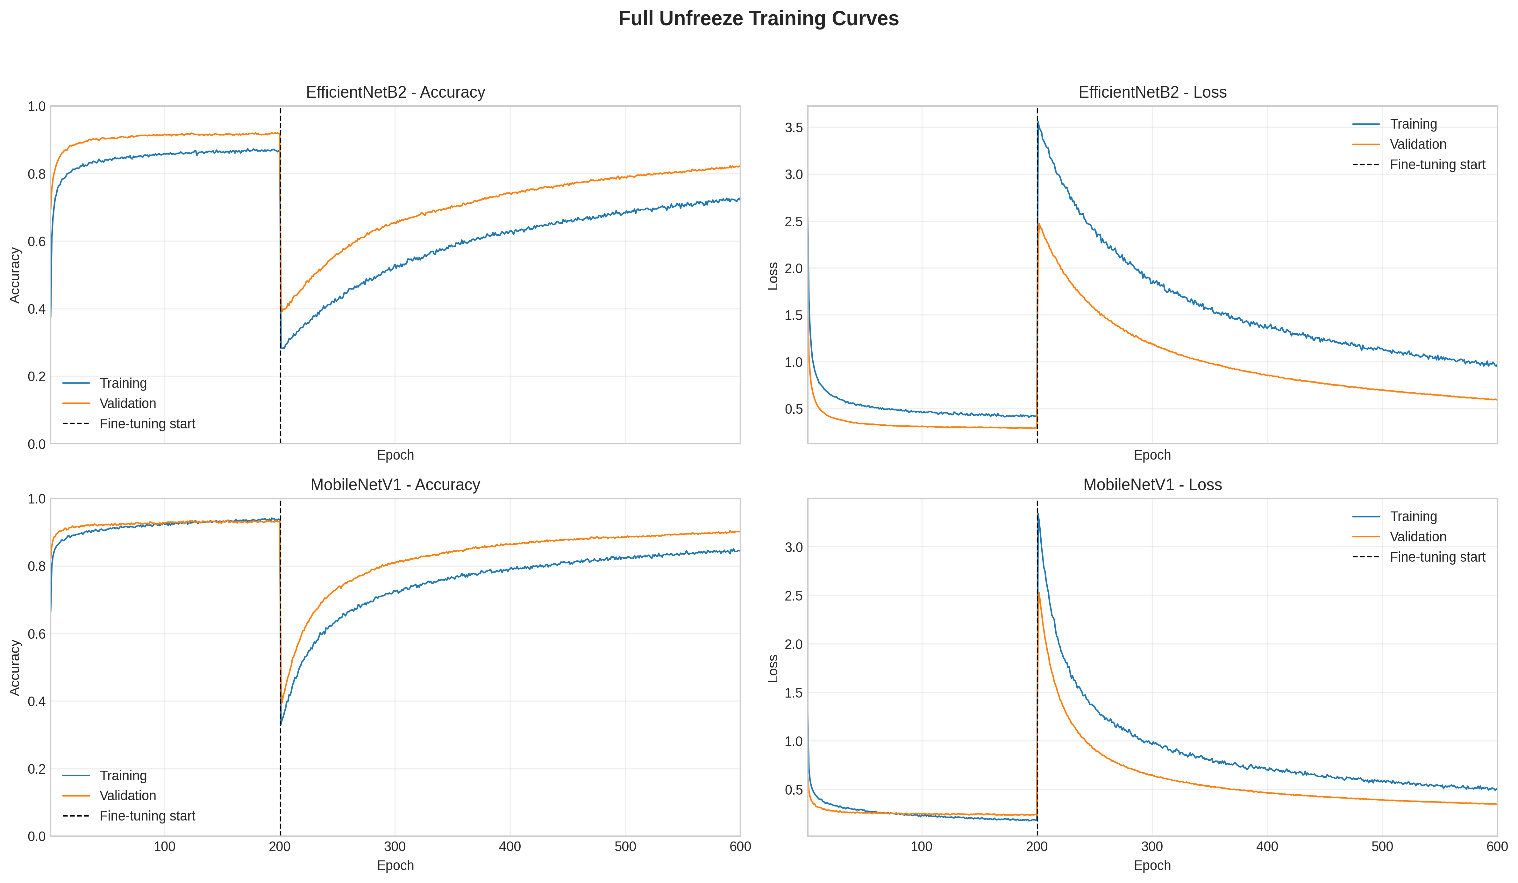 Full Unfreeze Training Curves
EfficientNetB2 - Accuracy
1.0
0.8
0.6
0.4
0.2
0.0
Accuracy
Training
Validation
Fine-tuning start
Epoch
EfficientNetB2 - Loss
3.5
3.0
2.5
2.0
1.5
1.0
0.5
Loss
Training
Validation
Fine-tuning start
Epoch
MobileNetV1 - Accuracy
1.0
0.8
0.6
0.4
0.2
0.0
Accuracy
Training
Validation
Fine-tuning start
100 200 300 400 500 600
Epoch
MobileNetV1 - Loss
3.0
2.5
2.0
1.5
1.0
0.5
Loss
Training
Validation
Fine-tuning start
100 200 300 400 500 600
Epoch